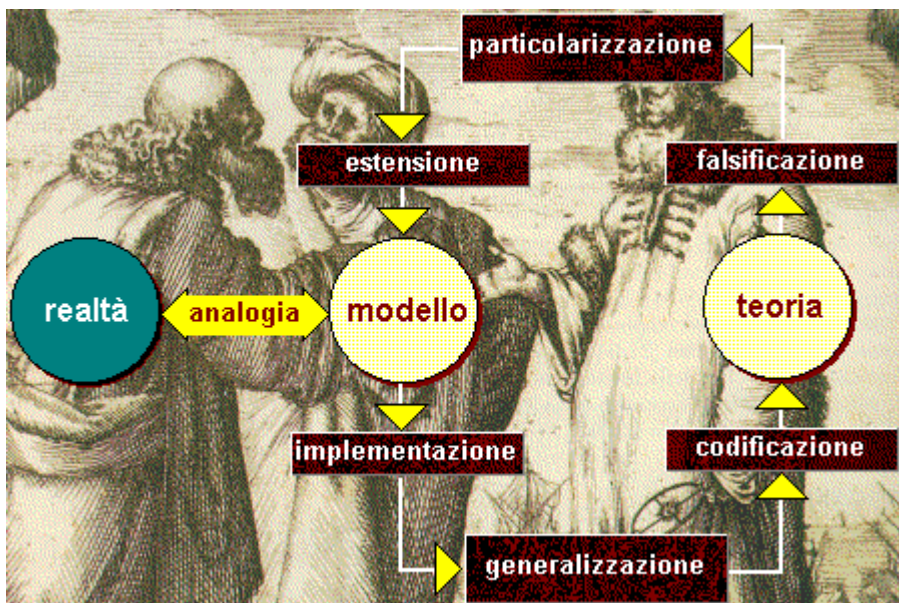 particolarizzazione
estensione
falsificazione
realtà
analogia
modello
teoria
implementazione
codificazione
generalizzazione